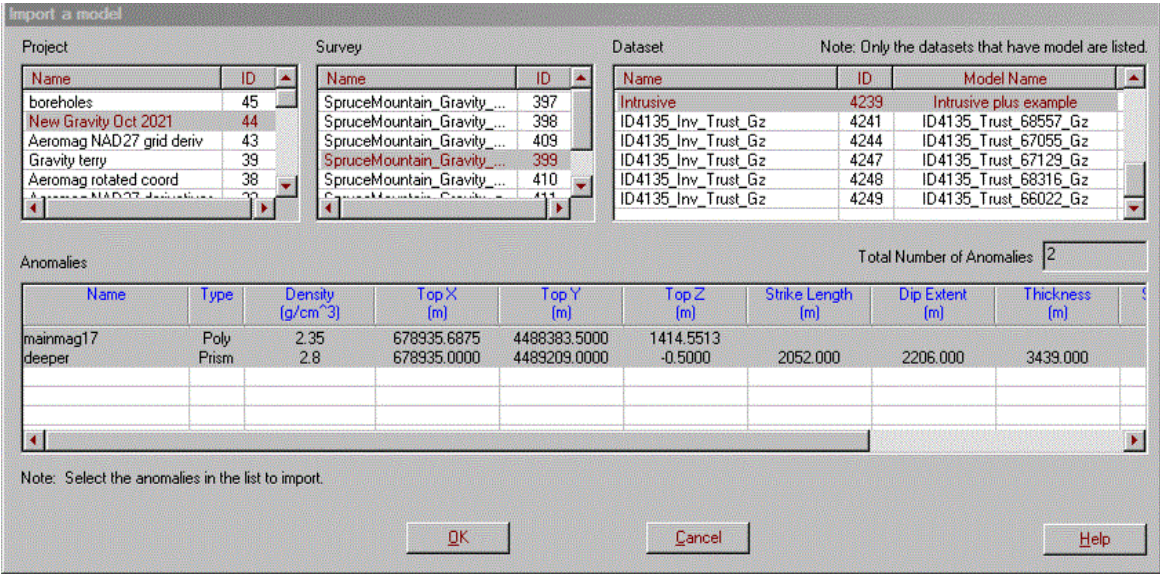 Import a model
Project
Survey
Dataset
Note: Only the datasets that have model are listed.
Name ID
boreholes 45
New Gravity Oct 2021 44
Aeromag NAD27 grid deriv 43
Gravity terry 39
Aeromag rotated coord 38
Name ID
SpruceMountain_Gravity_... 397
SpruceMountain_Gravity_... 398
SpruceMountain_Gravity_... 409
SpruceMountain_Gravity_... 399
SpruceMountain_Gravity_... 410
Name ID Model Name
Intrusive 4239 Intrusive plus example
ID4135_Inv_Trust_Gz 4241 ID4135_Trust_68557_Gz
ID4135_Inv_Trust_Gz 4244 ID4135_Trust_67055_Gz
ID4135_Inv_Trust_Gz 4247 ID4135_Trust_67129_Gz
ID4135_Inv_Trust_Gz 4248 ID4135_Trust_68316_Gz
ID4135_Inv_Trust_Gz 4249 ID4135_Trust_66022_Gz
Anomalies
Total Number of Anomalies 2
Name Type Density Top X Top Y Top Z Strike Length Dip Extent Thickness
(g/cm^3) (m) (m) (m) (m) (m) (m)
mainmag17 Poly 2.35 678935.6875 4488383.5000 1414.5513
deeper Prism 2.8 678935.0000 4489209.0000 -0.5000 2052.000 2206.000 3439.000
Note: Select the anomalies in the list to import.
OK
Cancel
Help